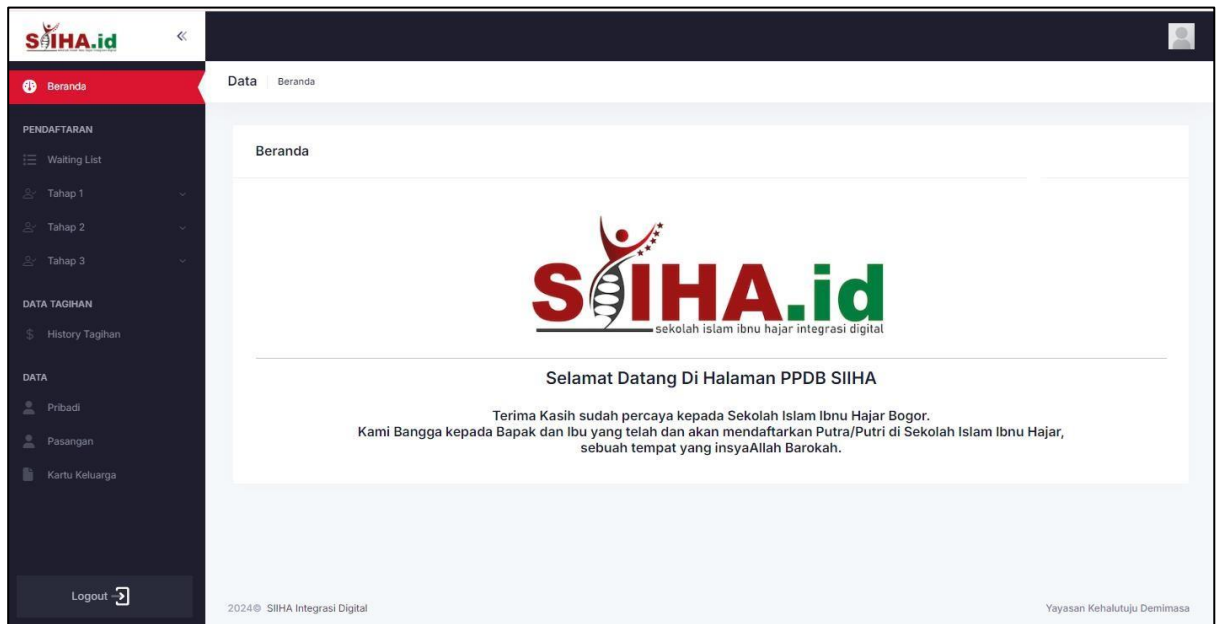 SIIHA.id
Beranda
PENDAFTARAN
Waiting List
Tahap 1
Tahap 2
Tahap 3
DATA TAGIHAN
$ History Tagihan
DATA
Pribadi
Pasangan
Kartu Keluarga
Logout
Data Beranda
Beranda
SIIHA.id
sekolah islam ibnu hajar integrasi digital
Selamat Datang Di Halaman PPDB SIIHA
Terima Kasih sudah percaya kepada Sekolah Islam Ibnu Hajar Bogor.
Kami Bangga kepada Bapak dan Ibu yang telah dan akan mendaftarkan Putra/Putri di Sekolah Islam Ibnu Hajar,
sebuah tempat yang insyaAllah Barokah.
2024© SIIHA Integrasi Digital
Yayasan Kehalutuju Demimasa